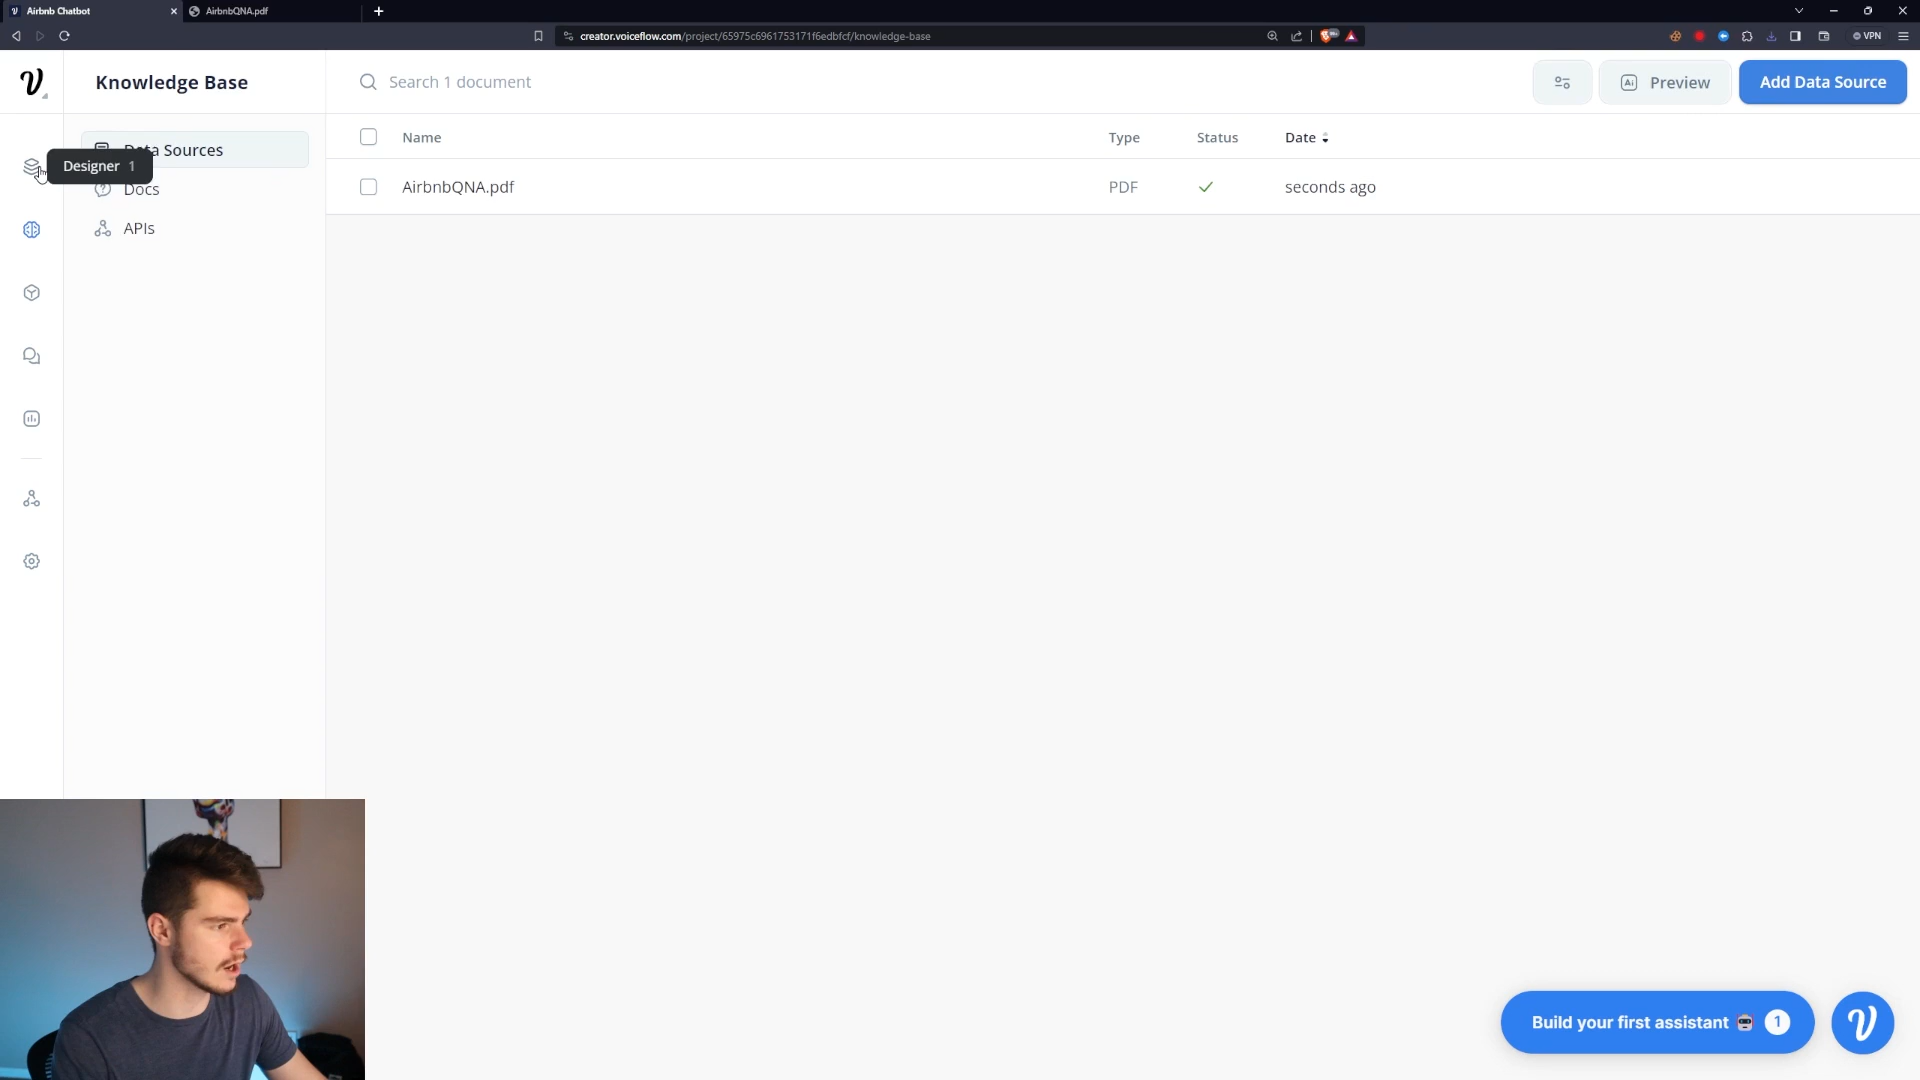 Airbnb Chatbot
AirbnbQNA.pdf
creator.voiceflow.com/project/65975c6961753171f6edbfcf/knowledge-base
VPN
Knowledge Base
Search 1 document
Preview
Add Data Source
Name
Type
Status
Date
Data Sources
Designer 1
Docs
APIs
AirbnbQNA.pdf
PDF
seconds ago
Build your first assistant 🤖 1